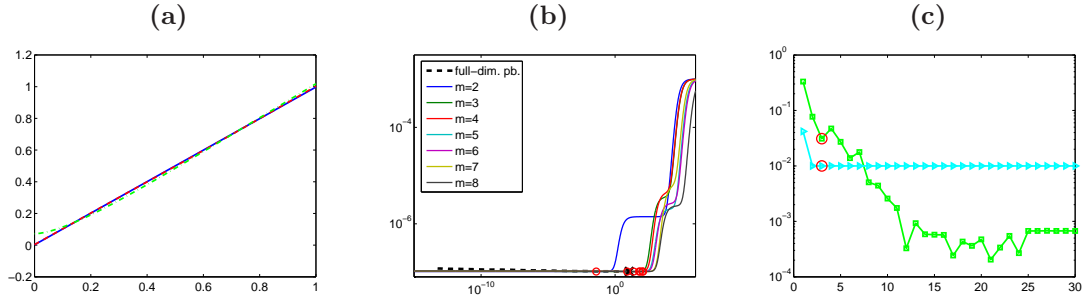 (a)
(b)
(c)
1.2
1
0.8
0.6
0.4
0.2
0
−0.2
0 0.2 0.4 0.6 0.8 1
full−dim. pb.
m=2
m=3
m=4
m=5
m=6
m=7
m=8
10^−4
10^−6
10^−10 10^0
10^0
10^−1
10^−2
10^−3
10^−4
0 5 10 15 20 25 30